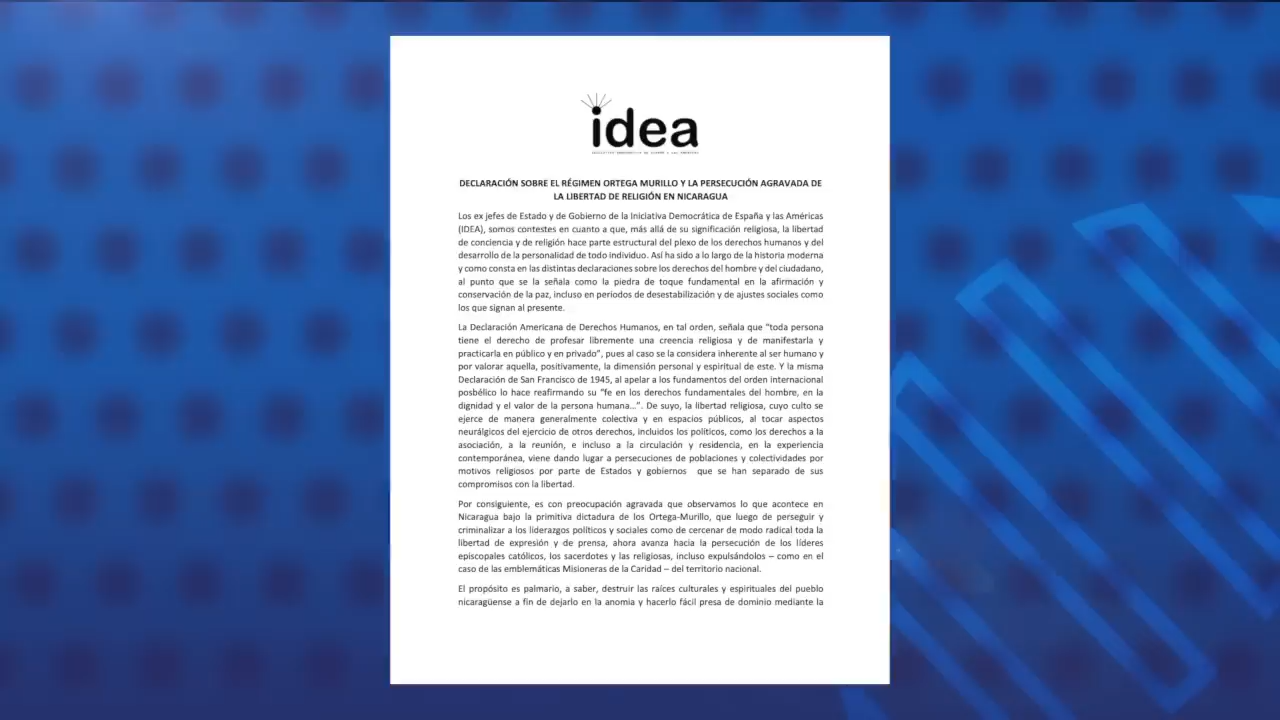 idea
DECLARACIÓN SOBRE EL RÉGIMEN ORTEGA MURILLO Y LA PERSECUCIÓN AGRAVADA DE
LA LIBERTAD DE RELIGIÓN EN NICARAGUA
Los ex jefes de Estado y de Gobierno de la Iniciativa Democrática de España y las Américas
(IDEA), somos contestes en cuanto a que, más allá de su significación religiosa, la libertad
de conciencia y de religión hace parte estructural del plexo de los derechos humanos y del
desarrollo de la personalidad de todo individuo. Así ha sido a lo largo de la historia moderna
y como consta en las distintas declaraciones sobre los derechos del hombre y del ciudadano,
al punto que se la señala como la piedra de toque fundamental en la afirmación y
conservación de la paz, incluso en periodos de desestabilización y de ajustes sociales como
los que signan al presente.
La Declaración Americana de Derechos Humanos, en tal orden, señala que “toda persona
tiene el derecho de profesar libremente una creencia religiosa y de manifestarla y
practicarla en público y en privado”, pues al caso se la considera inherente al ser humano y
por valorar aquella, positivamente, la dimensión personal y espiritual de este. Y la misma
Declaración de San Francisco de 1945, al apelar a los fundamentos del orden internacional
posbélico lo hace reafirmando su “fe en los derechos fundamentales del hombre, en la
dignidad y el valor de la persona humana…”. De suyo, la libertad religiosa, cuyo culto se
ejerce de manera generalmente colectiva y en espacios públicos, al tocar aspectos
neurálgicos del ejercicio de otros derechos, incluidos los políticos, como los derechos a la
asociación, a la reunión, e incluso a la circulación y residencia, en la experiencia
contemporánea, viene dando lugar a persecuciones de poblaciones y colectividades por
motivos religiosos por parte de Estados y gobiernos que se han separado de sus
compromisos con la libertad.
Por consiguiente, es con preocupación agravada que observamos lo que acontece en
Nicaragua bajo la primitiva dictadura de los Ortega-Murillo, que luego de perseguir y
criminalizar a los liderazgos políticos y sociales como de cercenar de modo radical toda la
libertad de expresión y de prensa, ahora avanza hacia la persecución de los líderes
episcopales católicos, los sacerdotes y las religiosas, incluso expulsándolos – como en el
caso de las emblemáticas Misioneras de la Caridad – del territorio nacional.
El propósito es palmario, a saber, destruir las raíces culturales y espirituales del pueblo
nicaragüense a fin de dejarlo en la anomia y hacerlo fácil presa de dominio mediante la